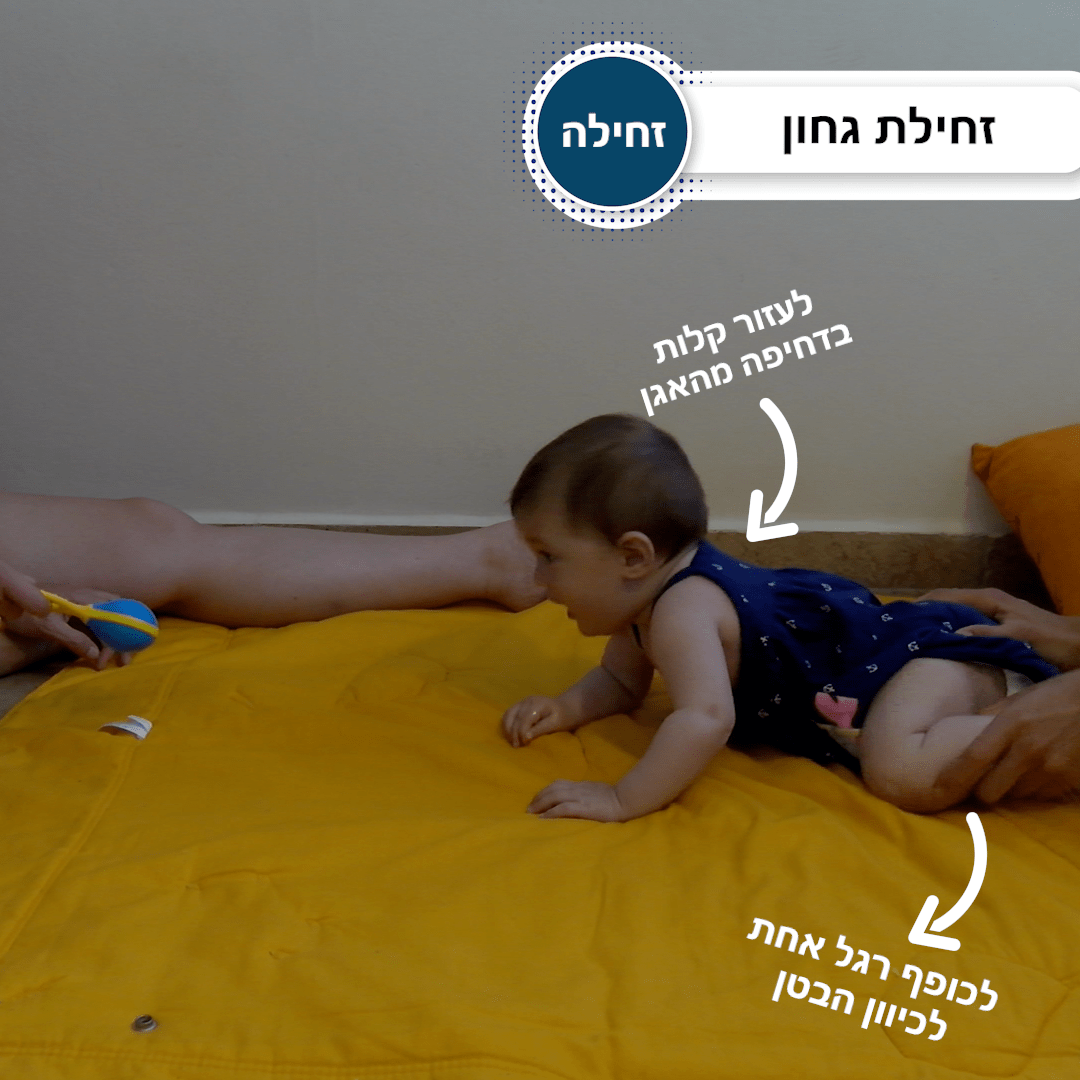 זחילה
זחילת גחון
לעזור קלות
בדחיפה מהאגן
לכופף רגל אחת
לכיוון הבטן